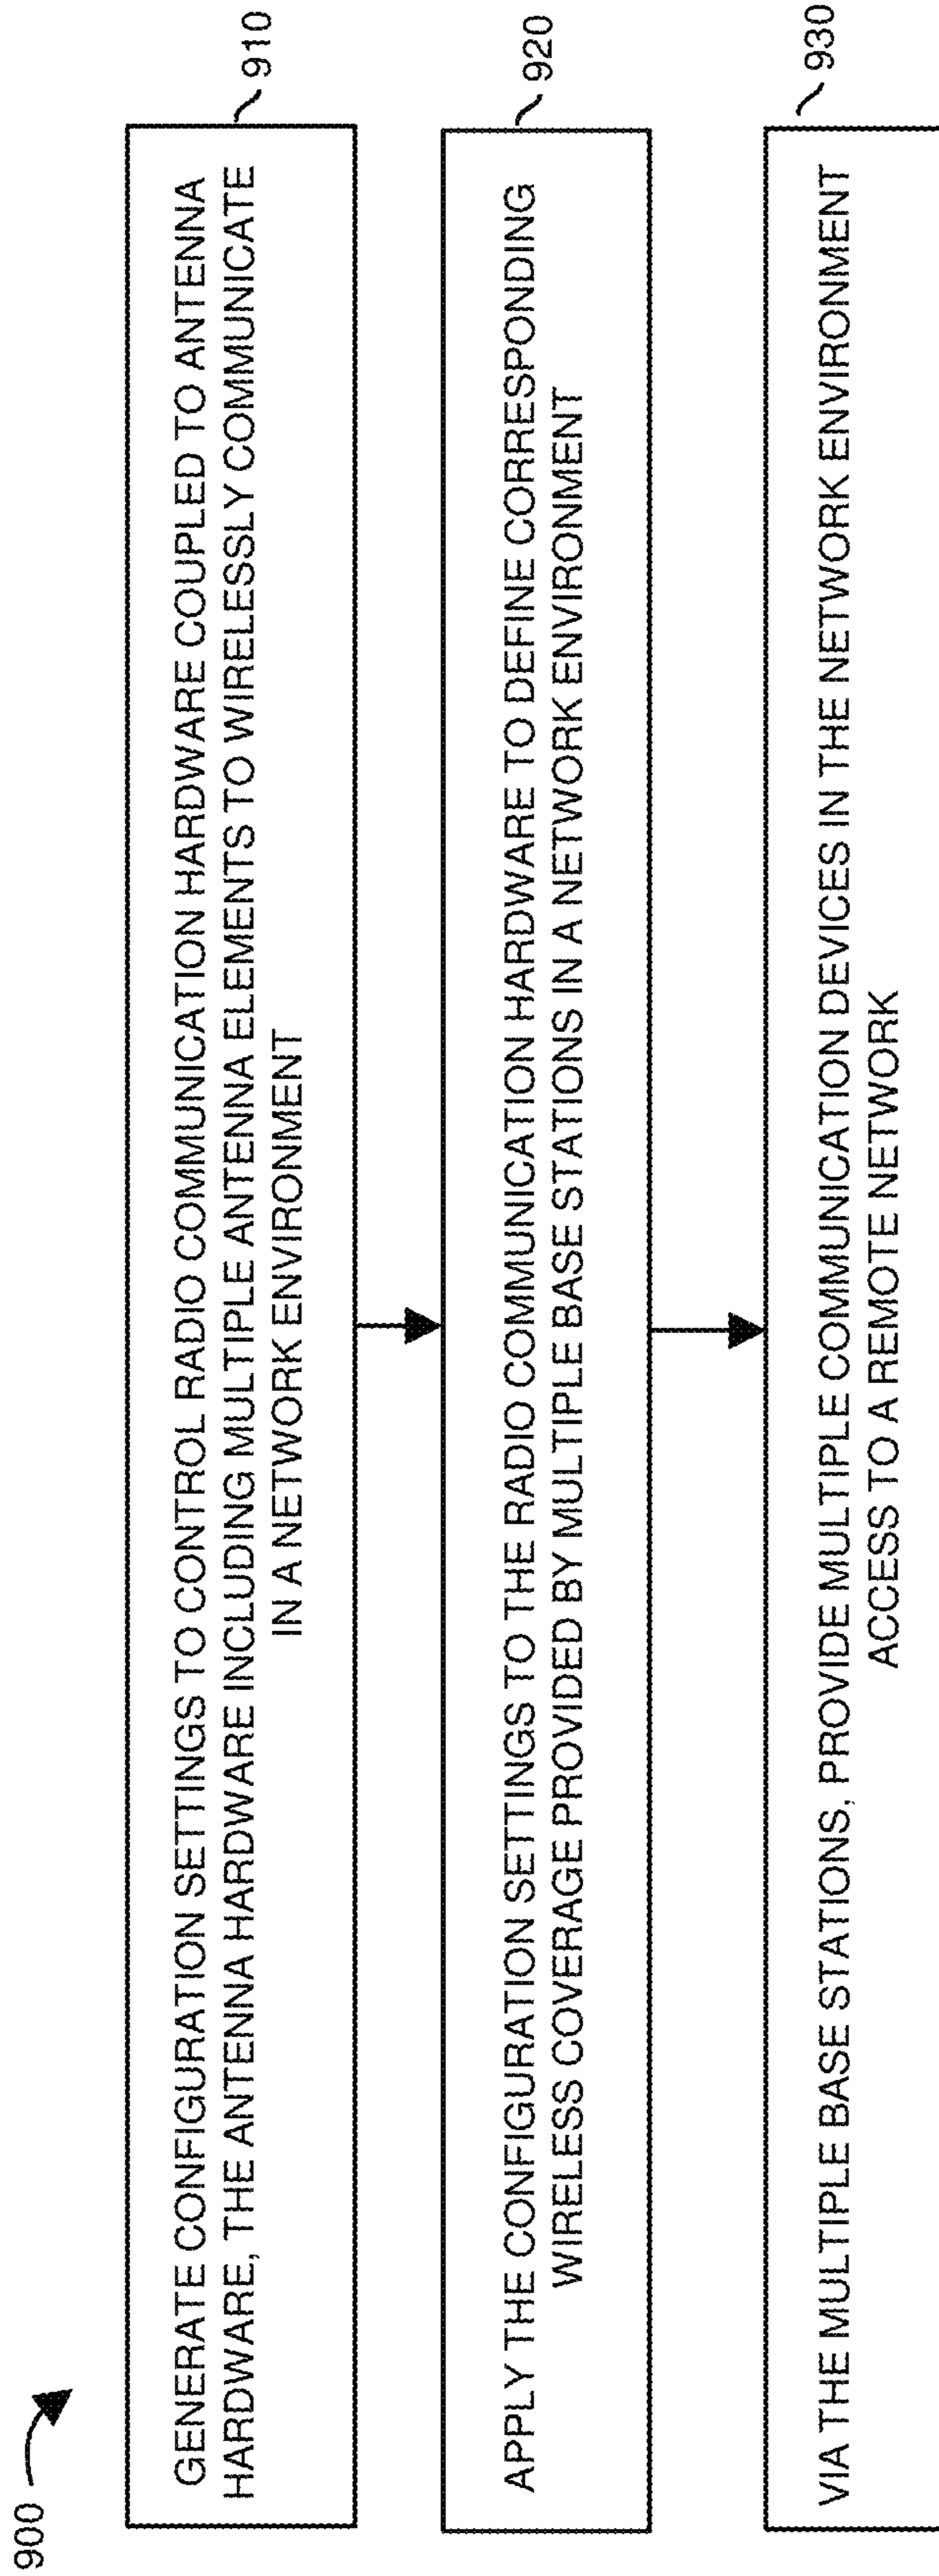 900
GENERATE CONFIGURATION SETTINGS TO CONTROL RADIO COMMUNICATION HARDWARE COUPLED TO ANTENNA
HARDWARE, THE ANTENNA HARDWARE INCLUDING MULTIPLE ANTENNA ELEMENTS TO WIRELESSLY COMMUNICATE
IN A NETWORK ENVIRONMENT
910
APPLY THE CONFIGURATION SETTINGS TO THE RADIO COMMUNICATION HARDWARE TO DEFINE CORRESPONDING
WIRELESS COVERAGE PROVIDED BY MULTIPLE BASE STATIONS IN A NETWORK ENVIRONMENT
920
VIA THE MULTIPLE BASE STATIONS, PROVIDE MULTIPLE COMMUNICATION DEVICES IN THE NETWORK ENVIRONMENT
ACCESS TO A REMOTE NETWORK
930